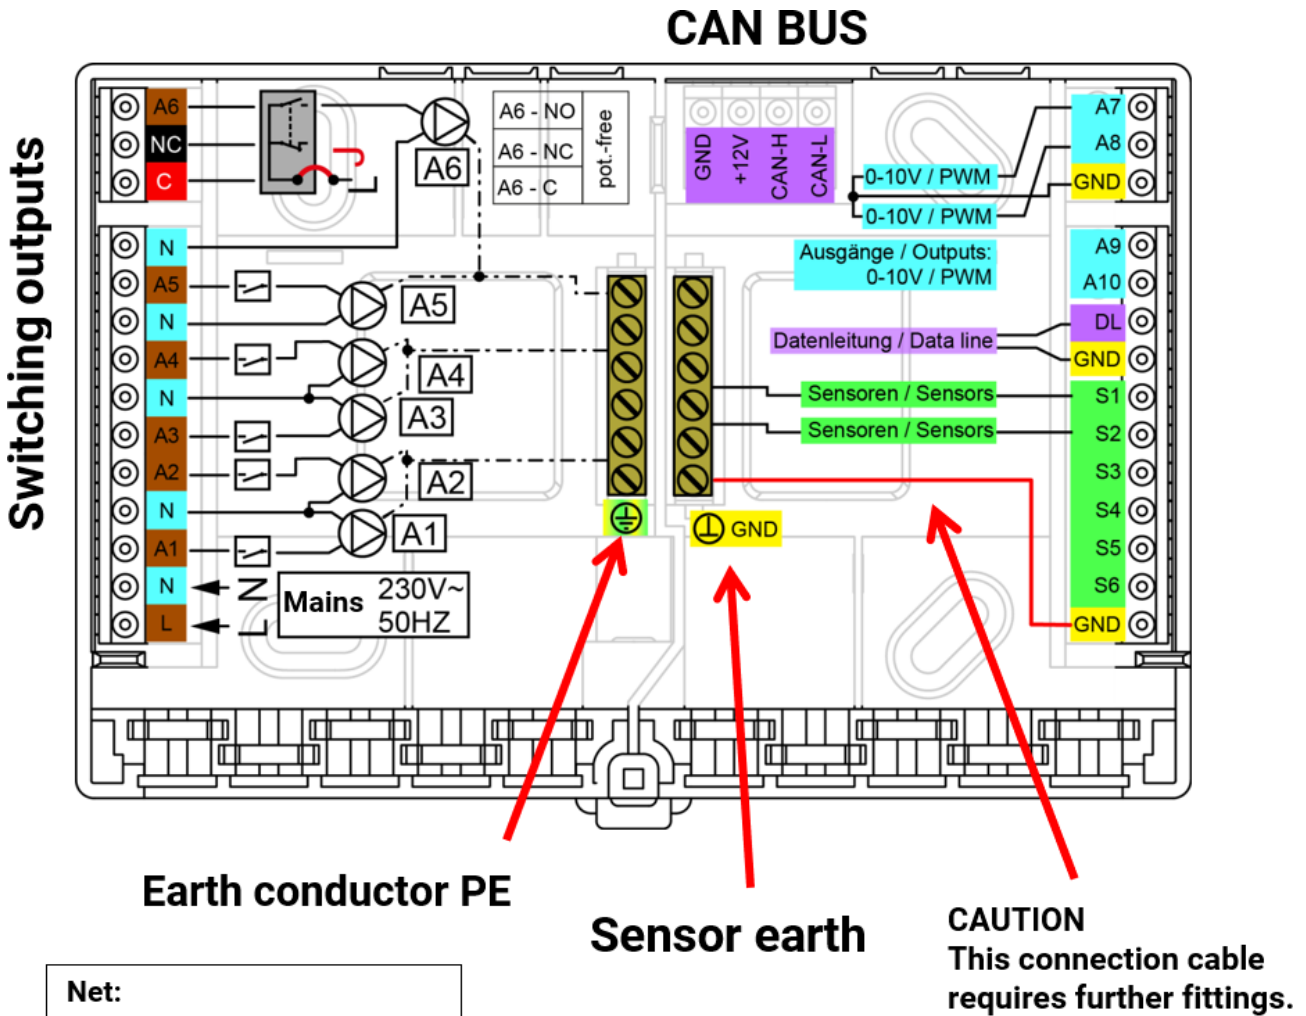 CAN BUS
Switching outputs
A6
NC
C
N
A5
N
A4
N
A3
A2
N
A1
N
L
A6
A5
A4
A3
A2
A1
A6 - NO
A6 - NC
A6 - C
pot.-free
L
N
L
Mains 230V~
50HZ
GND
+12V
CAN-H
CAN-L
0-10V / PWM
0-10V / PWM
Ausgänge / Outputs:
0-10V / PWM
Datenleitung / Data line
Sensoren / Sensors
Sensoren / Sensors
GND
A7
A8
GND
A9
A10
DL
GND
S1
S2
S3
S4
S5
S6
GND
Earth conductor PE
Sensor earth
CAUTION
This connection cable
requires further fittings.
Net: